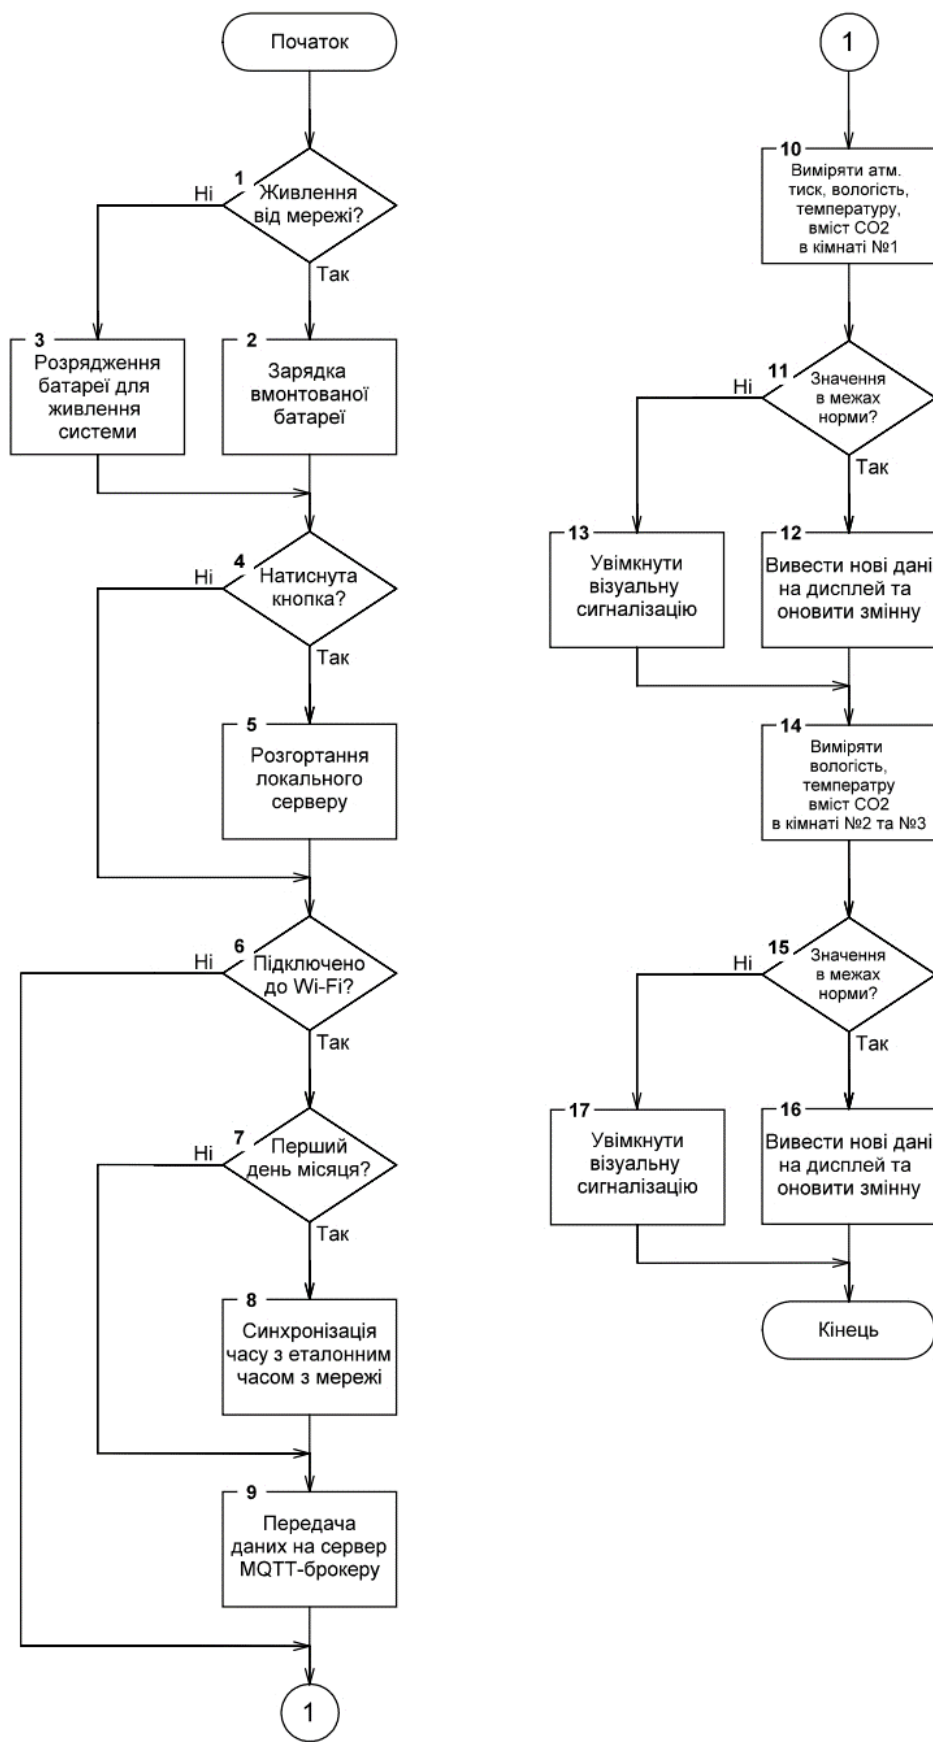 Початок
1
Живлення
від мережі?
Ні
Так
3
Розрядження
батареї для
живлення
системи
2
Зарядка
вмонтованої
батареї
4
Натиснута
кнопка?
Ні
Так
5
Розгортання
локального
серверу
6
Підключено
до Wi-Fi?
Ні
Так
7
Перший
день місяця?
Ні
Так
8
Синхронізація
часу з еталонним
часом з мережі
9
Передача
даних на сервер
MQTT-брокеру
1
1
10
Виміряти атм.
тиск, вологість,
температуру,
вміст СО2
в кімнаті №1
11
Значення
в межах
норми?
Ні
Так
13
Увімкнути
візуальну
сигналізацію
12
Вивести нові дані
на дисплей та
оновити змінну
14
Виміряти
вологість,
температру
вміст СО2
в кімнаті №2 та №3
15
Значення
в межах
норми?
Ні
Так
17
Увімкнути
візуальну
сигналізацію
16
Вивести нові дані
на дисплей та
оновити змінну
Кінець